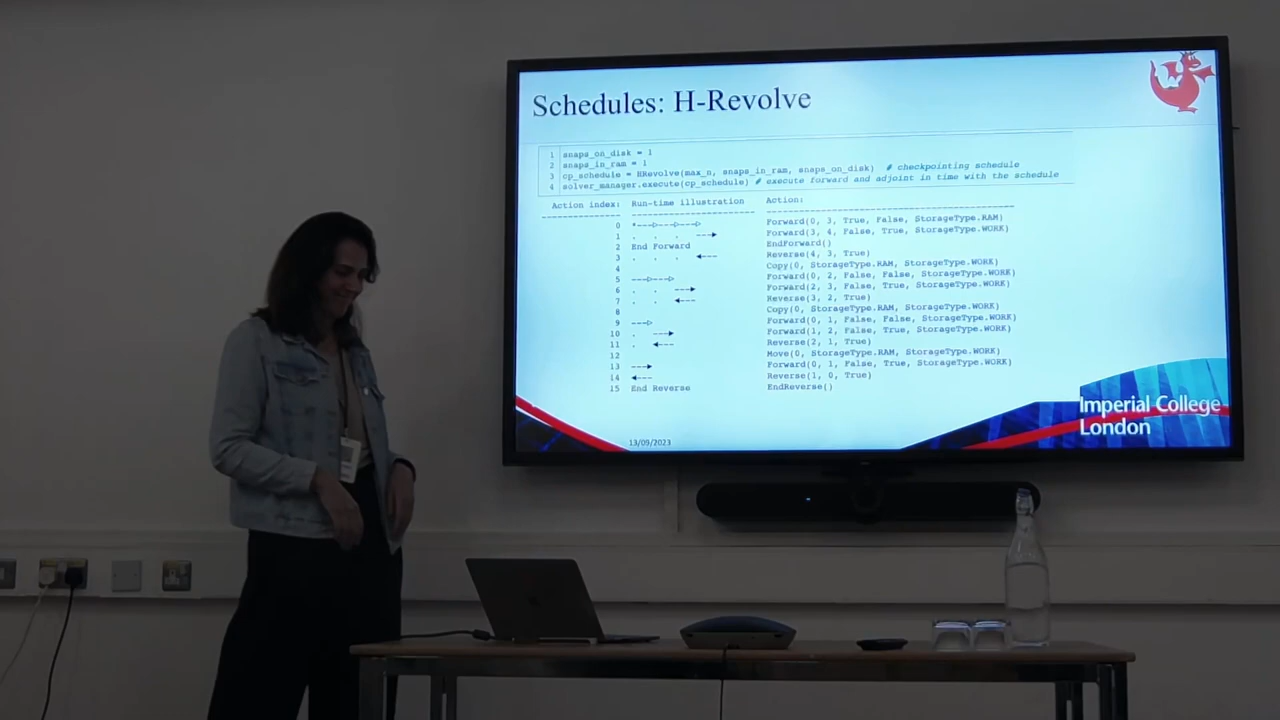 Schedules: H-Revolve
1 snaps_on_disk = 1
2 snaps_in_ram = 1
3 cp_schedule = HRevolve(max_n, snaps_in_ram, snaps_on_disk) # checkpointing schedule
4 solver_manager.execute(cp_schedule) # execute forward and adjoint in time with the schedule
Action index: Run-time illustration Action:
0 *---▷---▷---▷ Forward(0, 3, True, False, StorageType.RAM)
1 . . . ---▶ Forward(3, 4, False, True, StorageType.WORK)
2 End Forward EndForward()
3 . . . ◀--- Reverse(4, 3, True)
4 Copy(0, StorageType.RAM, StorageType.WORK)
5 ---▷---▷ Forward(0, 2, False, False, StorageType.WORK)
6 . . ---▶ Forward(2, 3, False, True, StorageType.WORK)
7 . . ◀--- Reverse(3, 2, True)
8 Copy(0, StorageType.RAM, StorageType.WORK)
9 ---▷ Forward(0, 1, False, False, StorageType.WORK)
10 . ---▶ Forward(1, 2, False, True, StorageType.WORK)
11 . ◀--- Reverse(2, 1, True)
12 Move(0, StorageType.RAM, StorageType.WORK)
13 ---▶ Forward(0, 1, False, True, StorageType.WORK)
14 ◀--- Reverse(1, 0, True)
15 End Reverse EndReverse()
Imperial College
London
13/09/2023